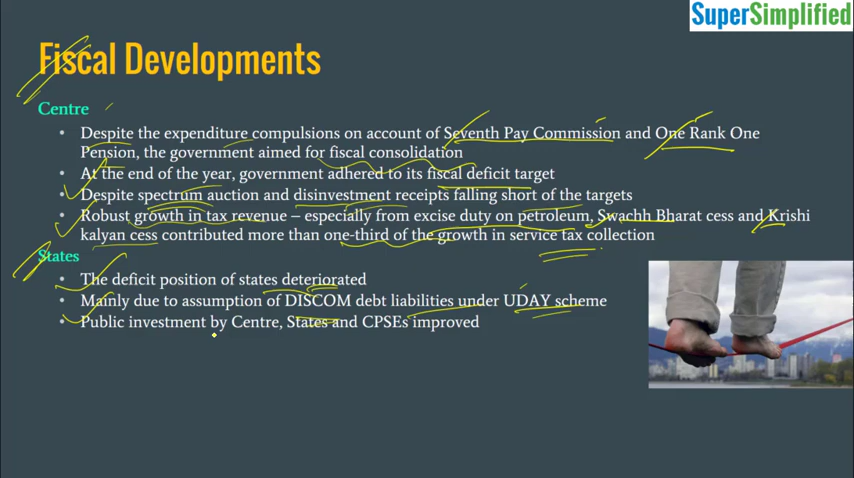 SuperSimplified
Fiscal Developments
Centre
• Despite the expenditure compulsions on account of Seventh Pay Commission and One Rank One
Pension, the government aimed for fiscal consolidation
• At the end of the year, government adhered to its fiscal deficit target
• Despite spectrum auction and disinvestment receipts falling short of the targets
• Robust growth in tax revenue – especially from excise duty on petroleum, Swachh Bharat cess and Krishi
kalyan cess contributed more than one-third of the growth in service tax collection
States
• The deficit position of states deteriorated
• Mainly due to assumption of DISCOM debt liabilities under UDAY scheme
• Public investment by Centre, States and CPSEs improved